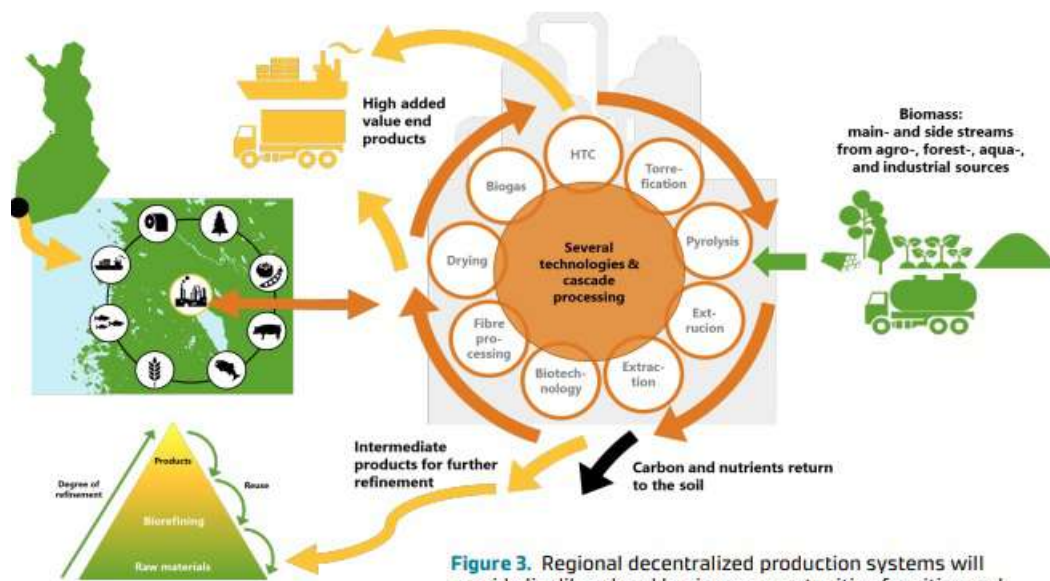 High added
value end
products
Biomass:
main- and side streams
from agro-, forest-, aqua-,
and industrial sources
HTC
Torre-
fication
Biogas
Pyrolysis
Drying
Several
technologies &
cascade
processing
Ext-
rucion
Fibre
pro-
cessing
Biotech-
nology
Extrac-
tion
Intermediate
products for further
refinement
Carbon and nutrients return
to the soil
Products
Degree of
refinement
Reuse
Biorefining
Raw materials
Figure 3. Regional decentralized production systems will